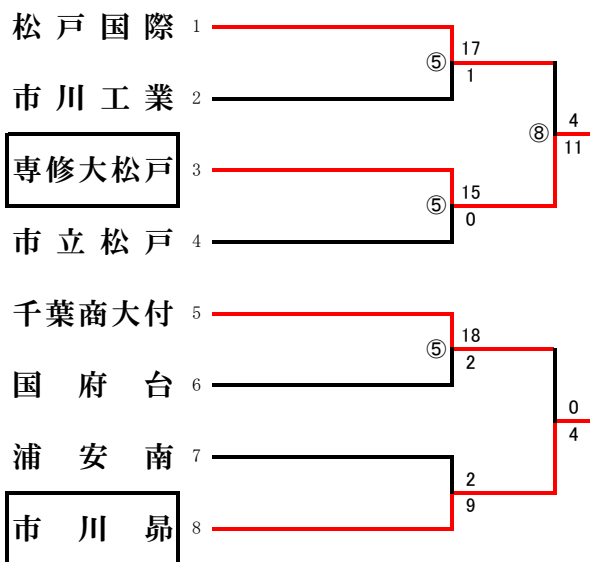 松戸国際 1
17
⑤
1
市川工業 2
4
⑧
11
専修大松戸 3
15
⑤
0
市立松戸 4
千葉商大付 5
18
⑤
2
国府台 6
0
4
浦安南 7
2
9
市川昴 8